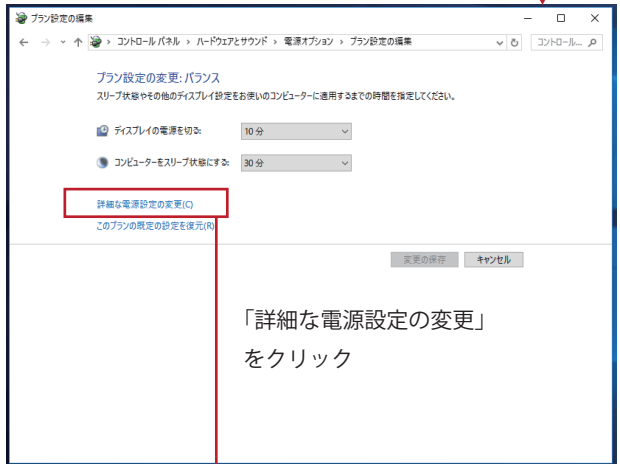 プラン設定の編集
コントロール パネル › ハードウェアとサウンド › 電源オプション › プラン設定の編集
コントロール...
プラン設定の変更: バランス
スリープ状態やその他のディスプレイ設定をお使いのコンピューターに適用するまでの時間を指定してください。
ディスプレイの電源を切る: 10 分
コンピューターをスリープ状態にする: 30 分
詳細な電源設定の変更(C)
このプランの既定の設定を復元(R)
変更の保存 キャンセル
「詳細な電源設定の変更」
をクリック